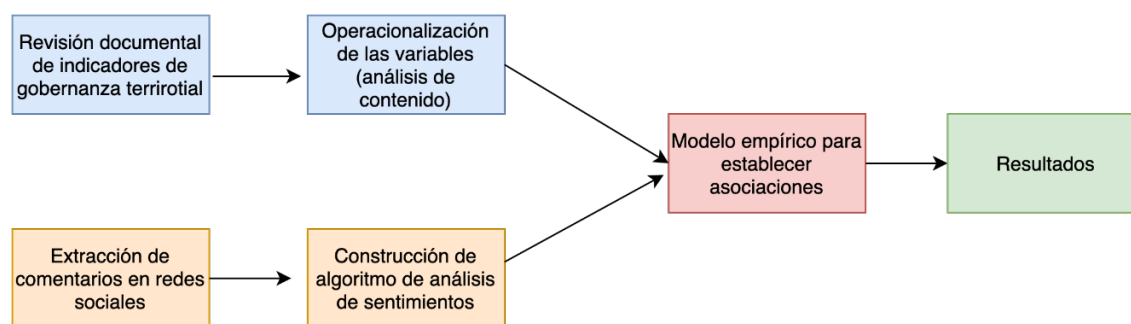 Revisión documental
de indicadores de
gobernanza terrirotial
Operacionalización
de las variables
(análisis de
contenido)
Modelo empírico para
establecer
asociaciones
Resultados
Extracción de
comentarios en redes
sociales
Construcción de
algoritmo de análisis
de sentimientos